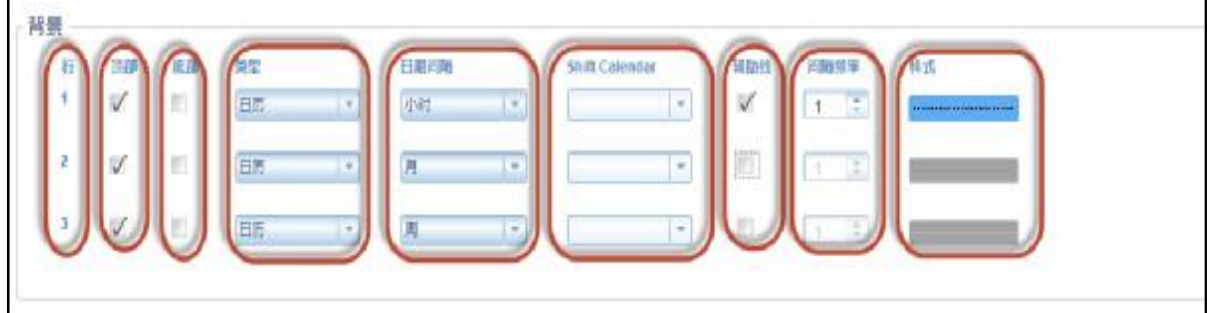 背景
行 顶部 底部 类型 日期间隔 Shift Calendar 辅助线 间隔频率 样式
1 日历 小时 1
2 日历 月 1
3 日历 周 1